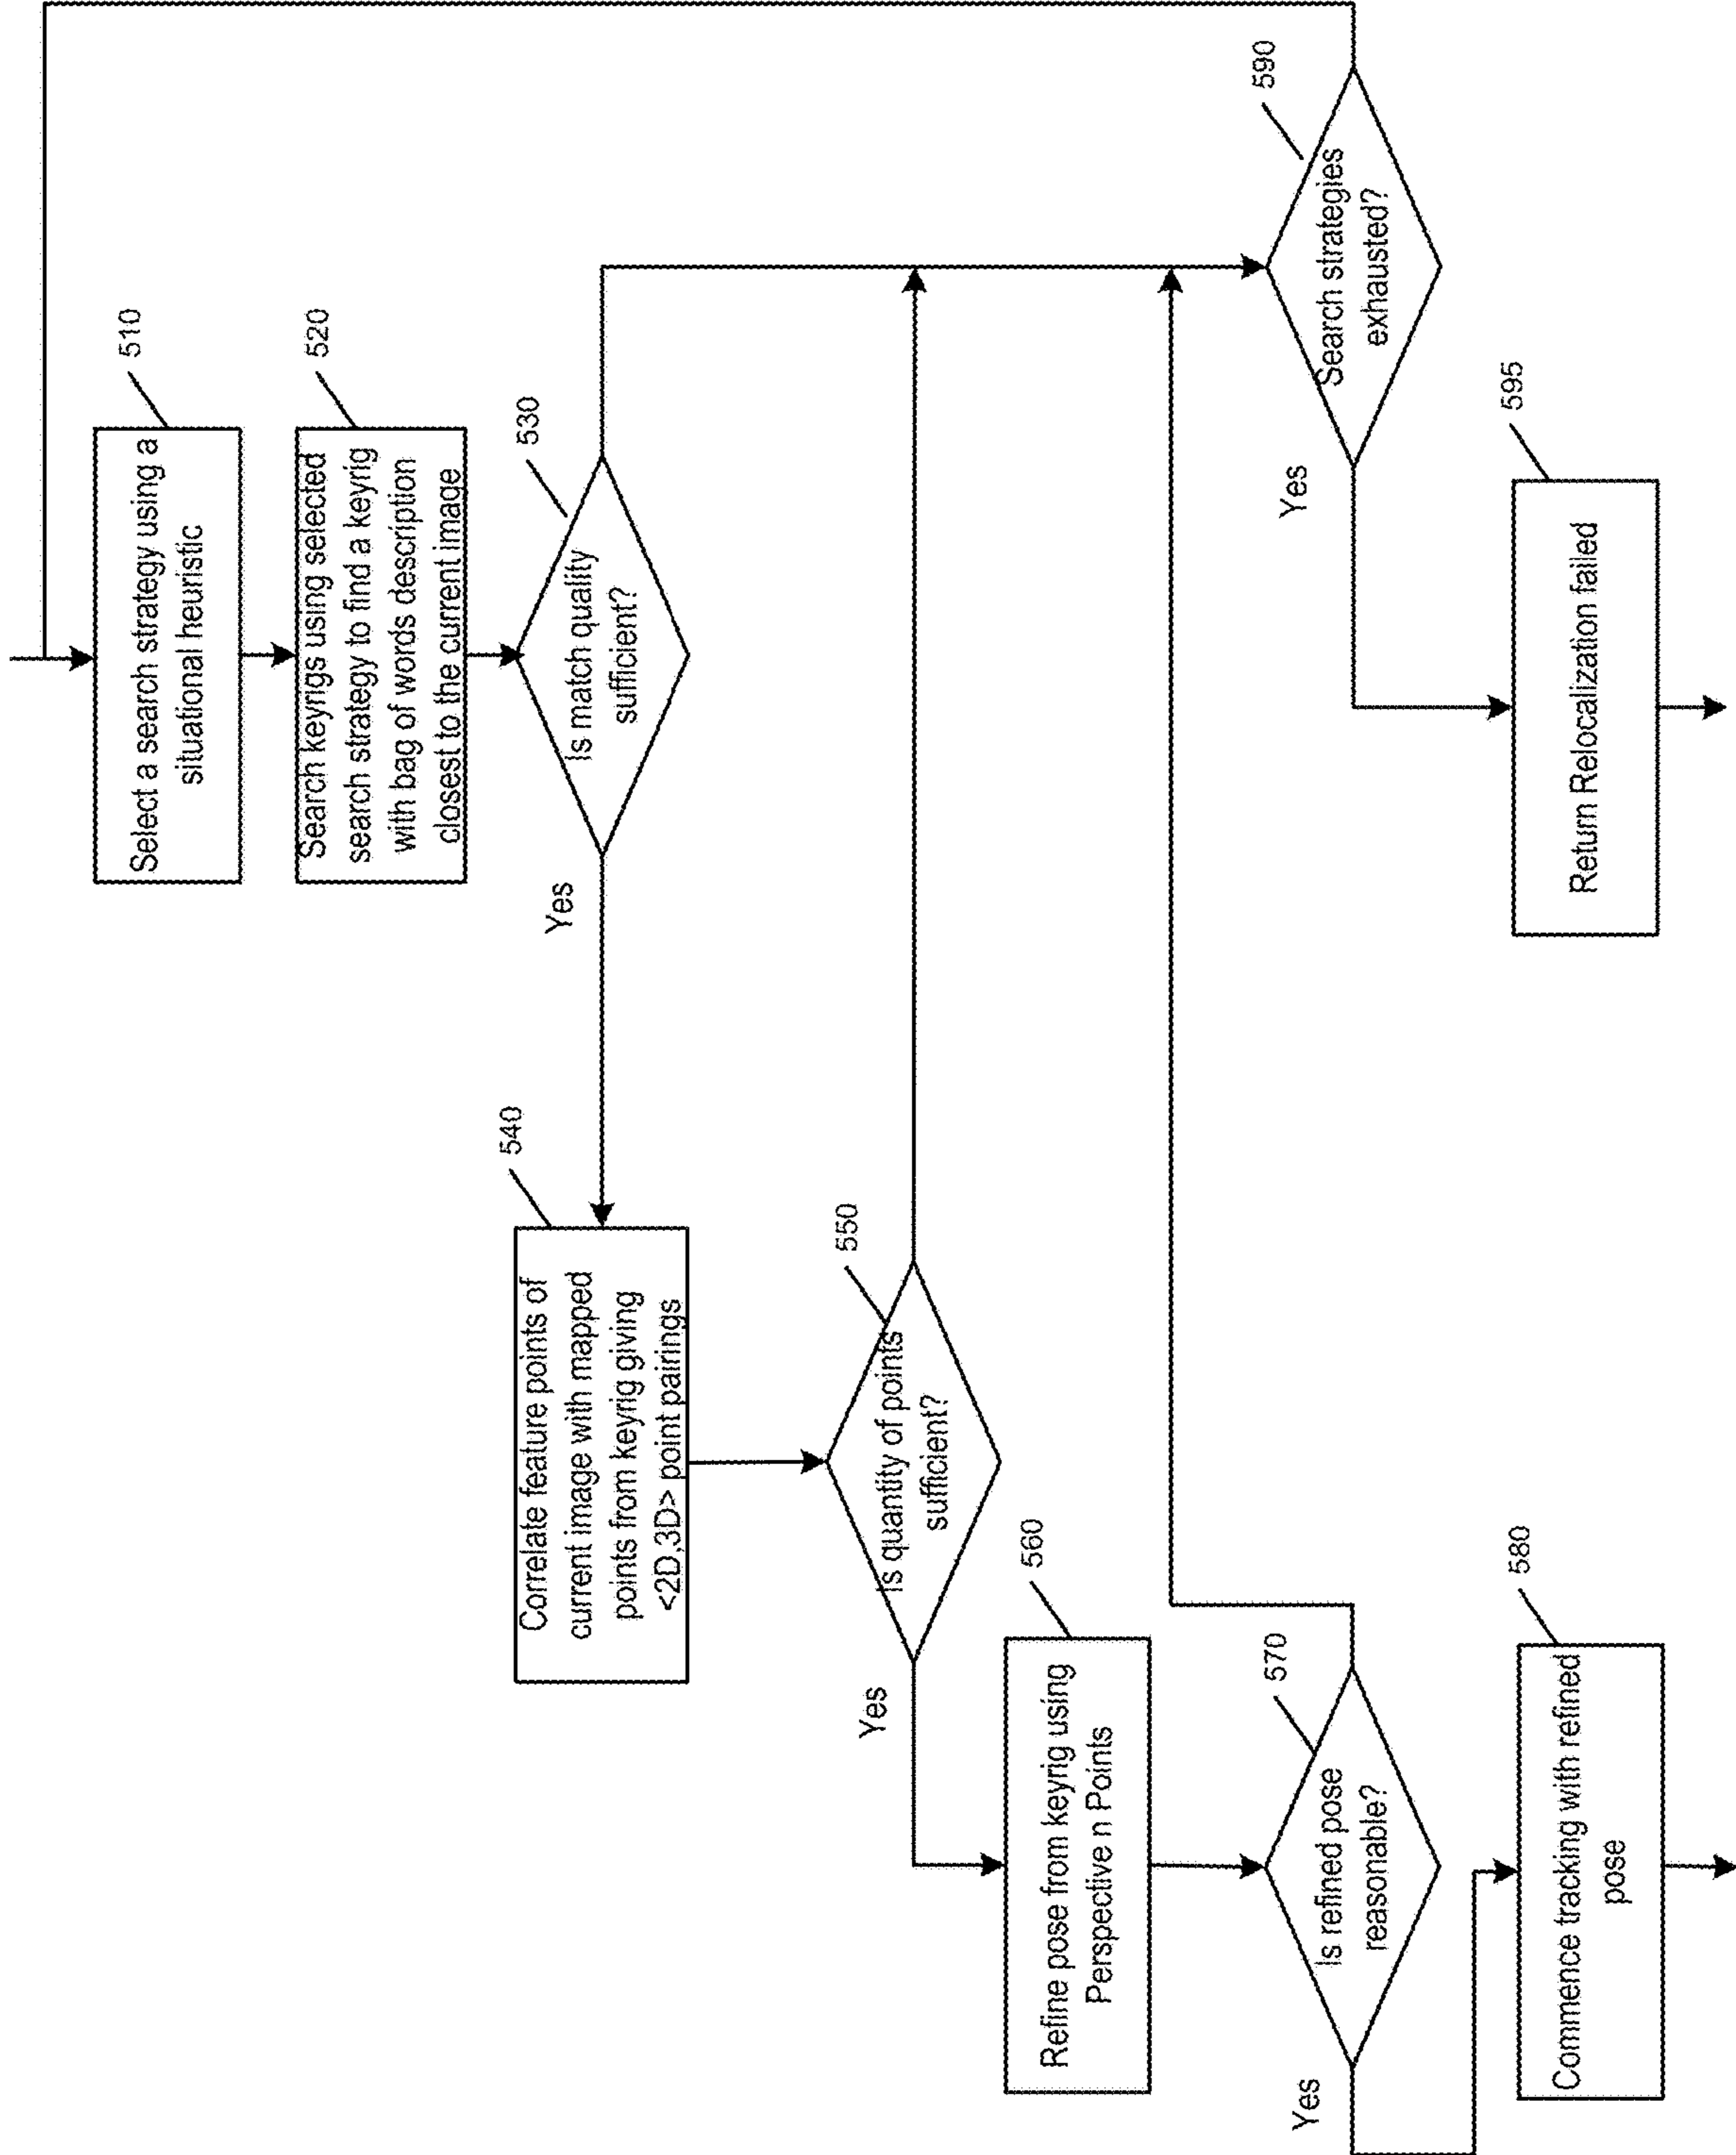 510
Select a search strategy using a
situational heuristic
520
Search keyrigs using selected
search strategy to find a keyrig
with bag of words description
closest to the current image
530
Is match quality
sufficient?
Yes
540
Correlate feature points of
current image with mapped
points from keyrig giving
<2D,3D> point pairings
550
Is quantity of points
sufficient?
Yes
560
Refine pose from keyrig using
Perspective n Points
570
Is refined pose
reasonable?
Yes
580
Commence tracking with refined
pose
590
Search strategies
exhausted?
Yes
595
Return Relocalization failed